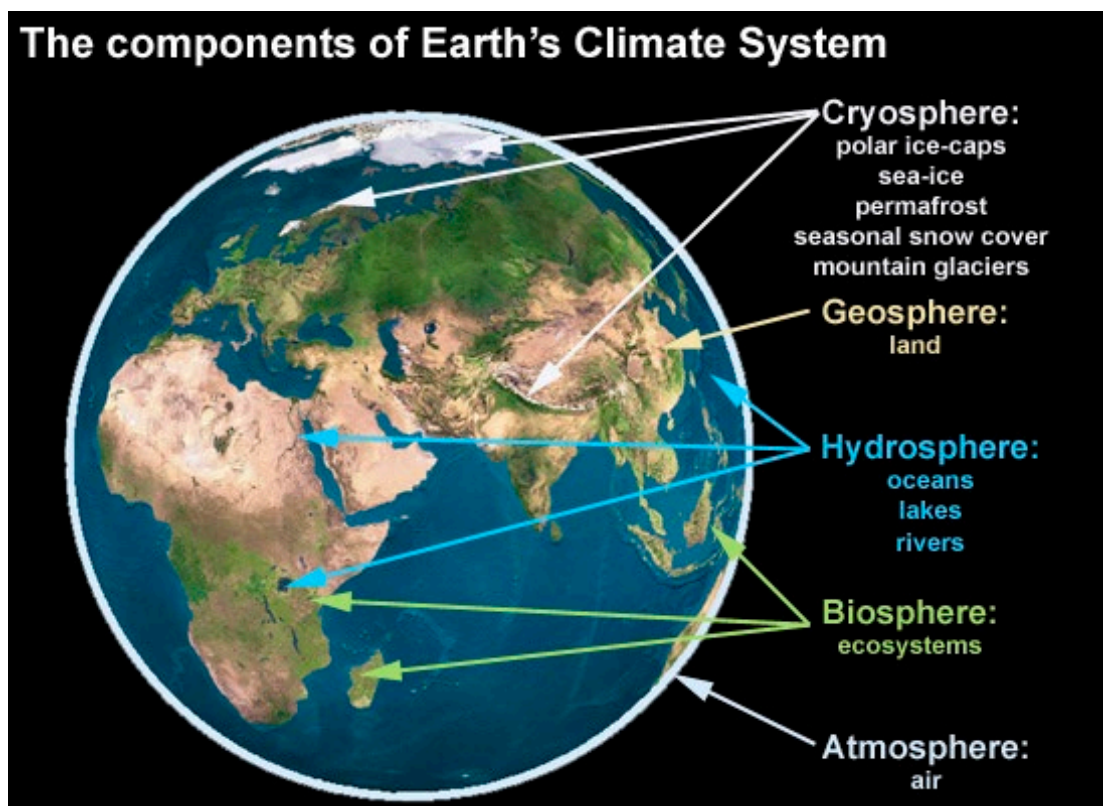 The components of Earth's Climate System
Cryosphere:
polar ice-caps
sea-ice
permafrost
seasonal snow cover
mountain glaciers
Geosphere:
land
Hydrosphere:
oceans
lakes
rivers
Biosphere:
ecosystems
Atmosphere:
air